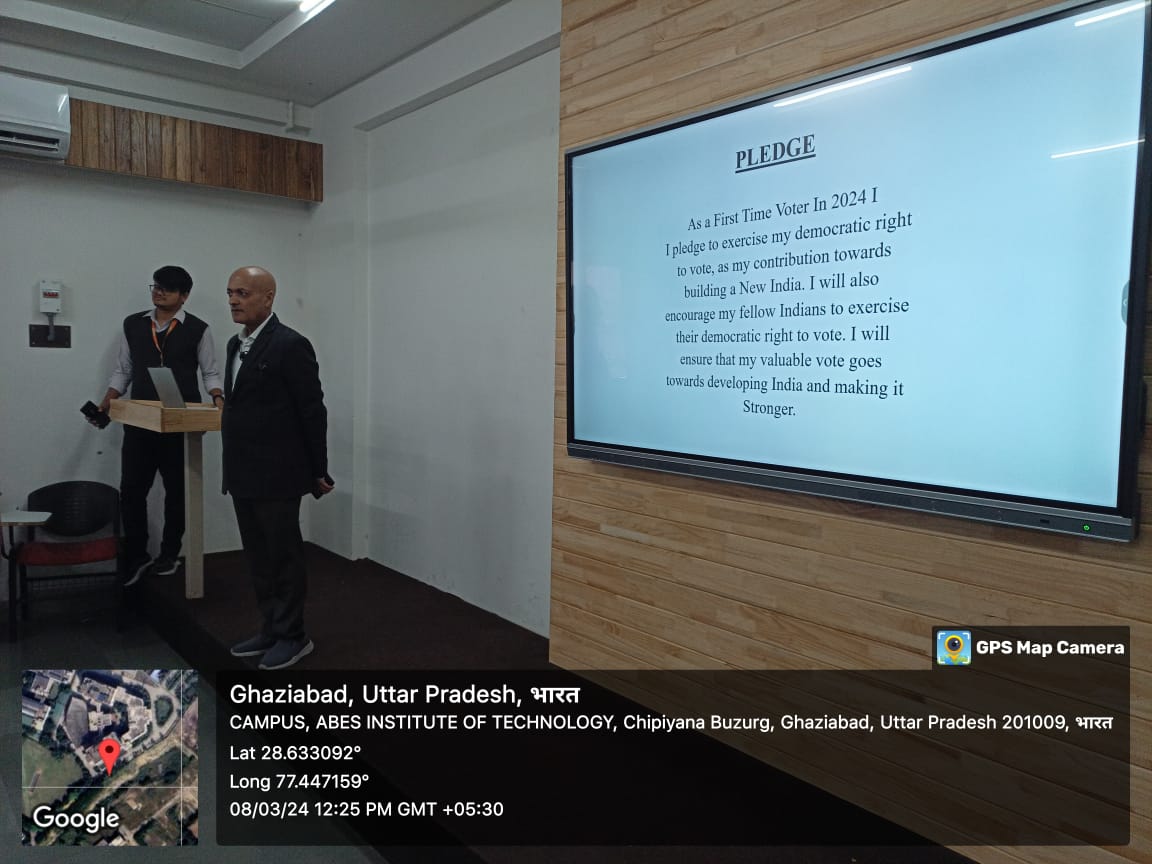 PLEDGE
As a First Time Voter In 2024 I
I pledge to exercise my democratic right
to vote, as my contribution towards
building a New India. I will also
encourage my fellow Indians to exercise
their democratic right to vote. I will
ensure that my valuable vote goes
towards developing India and making it
Stronger.
GPS Map Camera
Ghaziabad, Uttar Pradesh, भारत
CAMPUS, ABES INSTITUTE OF TECHNOLOGY, Chipiyana Buzurg, Ghaziabad, Uttar Pradesh 201009, भारत
Lat 28.633092°
Long 77.447159°
08/03/24 12:25 PM GMT +05:30
Google